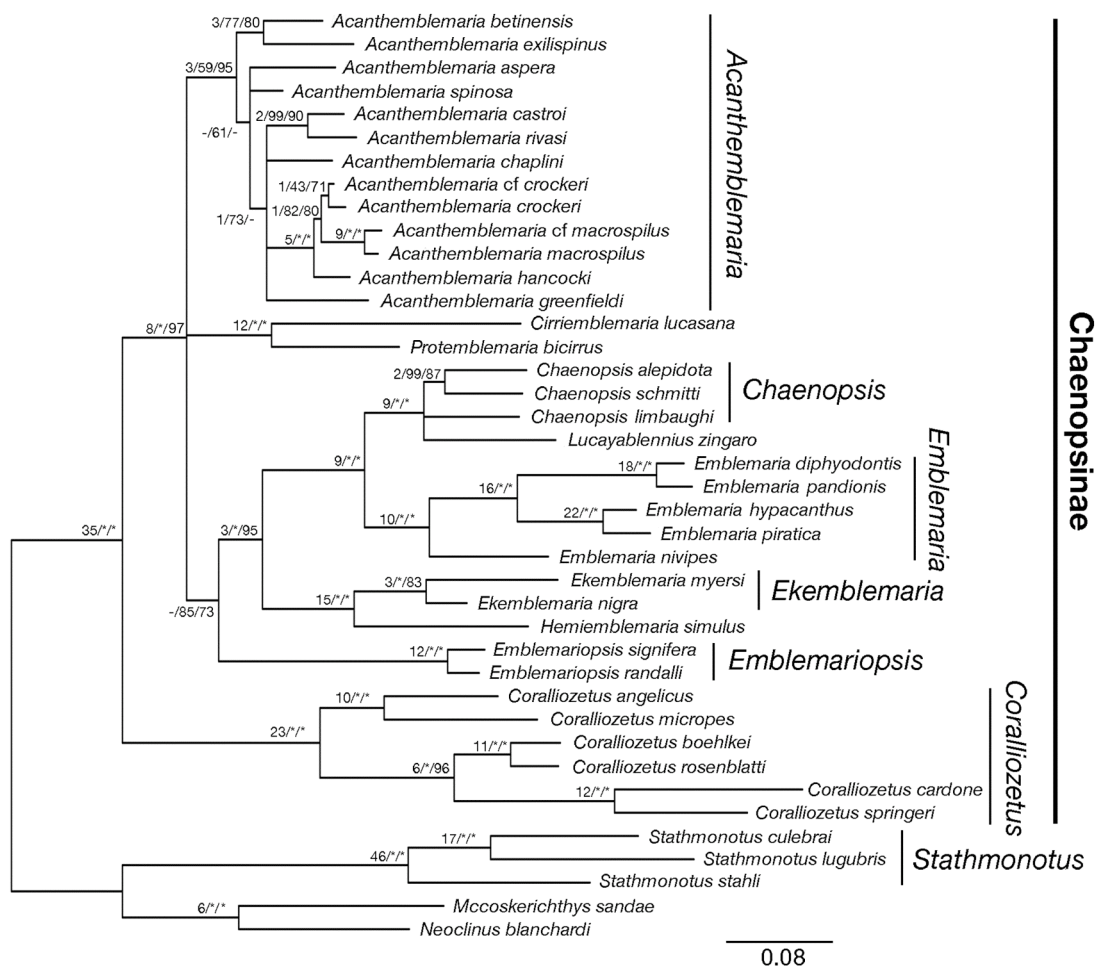 3/77/80
Acanthemblemaria betinensis
Acanthemblemaria exilispinus
3/59/95
Acanthemblemaria aspera
Acanthemblemaria spinosa
2/99/90
Acanthemblemaria castroi
-/61/-
Acanthemblemaria rivasi
Acanthemblemaria chaplini
1/43/71
Acanthemblemaria cf crockeri
1/82/80
Acanthemblemaria crockeri
1/73/-
9/*/*
Acanthemblemaria cf macrospilus
5/*/*
Acanthemblemaria macrospilus
Acanthemblemaria hancocki
Acanthemblemaria greenfieldi
Acanthemblemaria
8/*/97
12/*/*
Cirriemblemaria lucasana
Protemblemaria bicirrus
2/99/87
Chaenopsis alepidota
Chaenopsis schmitti
9/*/*
Chaenopsis limbaughi
Chaenopsis
Lucayablennius zingaro
9/*/*
18/*/*
Emblemaria diphyodontis
16/*/*
Emblemaria pandionis
22/*/*
Emblemaria hypacanthus
10/*/*
Emblemaria piratica
Emblemaria nivipes
Emblemaria
35/*/*
3/*/95
3/*/83
Ekemblemaria myersi
15/*/*
Ekemblemaria nigra
Ekemblemaria
-/85/73
Hemiemblemaria simulus
12/*/*
Emblemariopsis signifera
Emblemariopsis randalli
Emblemariopsis
10/*/*
Coralliozetus angelicus
Coralliozetus micropes
23/*/*
11/*/*
Coralliozetus boehlkei
6/*/96
Coralliozetus rosenblatti
12/*/*
Coralliozetus cardone
Coralliozetus springeri
Coralliozetus
Chaenopsinae
17/*/*
Stathmonotus culebrai
46/*/*
Stathmonotus lugubris
Stathmonotus stahli
Stathmonotus
6/*/*
Mccoskerichthys sandae
Neoclinus blanchardi
0.08